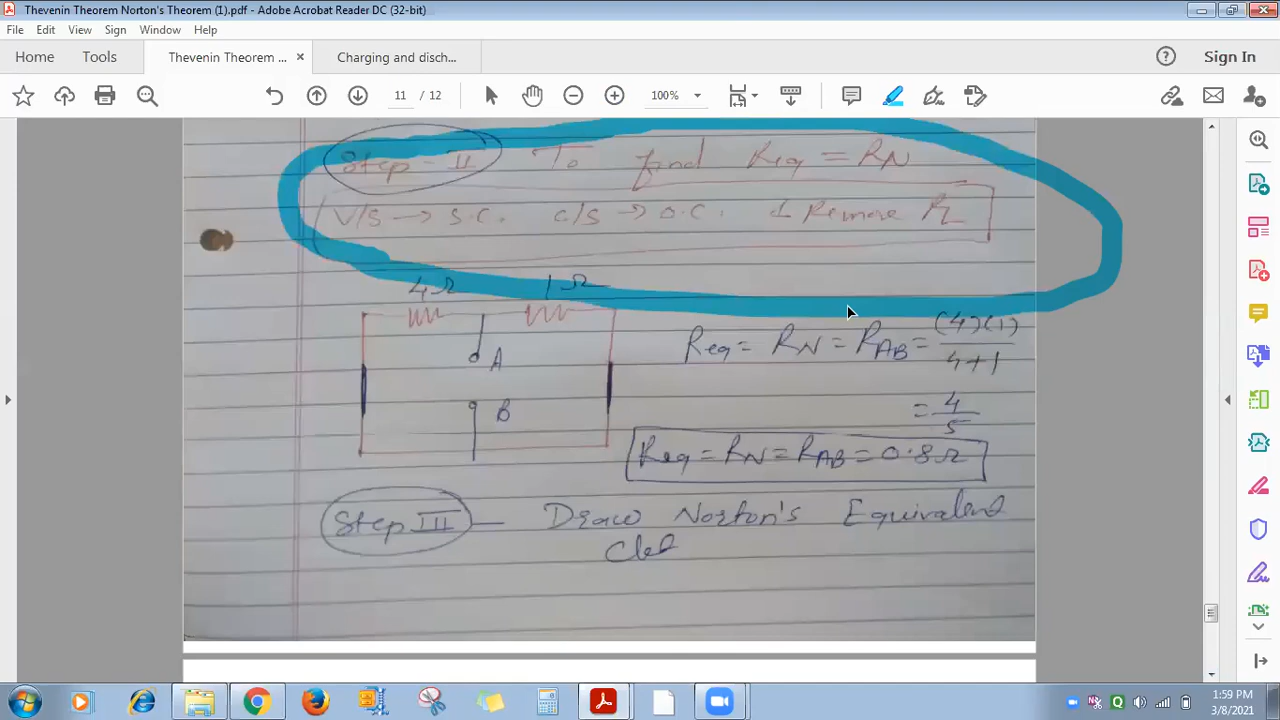 Thevenin Theorem Norton's Theorem (1).pdf - Adobe Acrobat Reader DC (32-bit)
File Edit View Sign Window Help
Home Tools Thevenin Theorem ... × Charging and disch... Sign In
11 / 12 100%
Step-II To find Req = RN
V/S → S.C. C/S → O.C. & Remove RL
4Ω 1Ω
A
B
Req = RN = RAB = (4)(1)
4+1
= 4
5
Req = RN = RAB = 0.8Ω
Step III - Draw Norton's Equivalent
Ckt
1:59 PM
3/8/2021